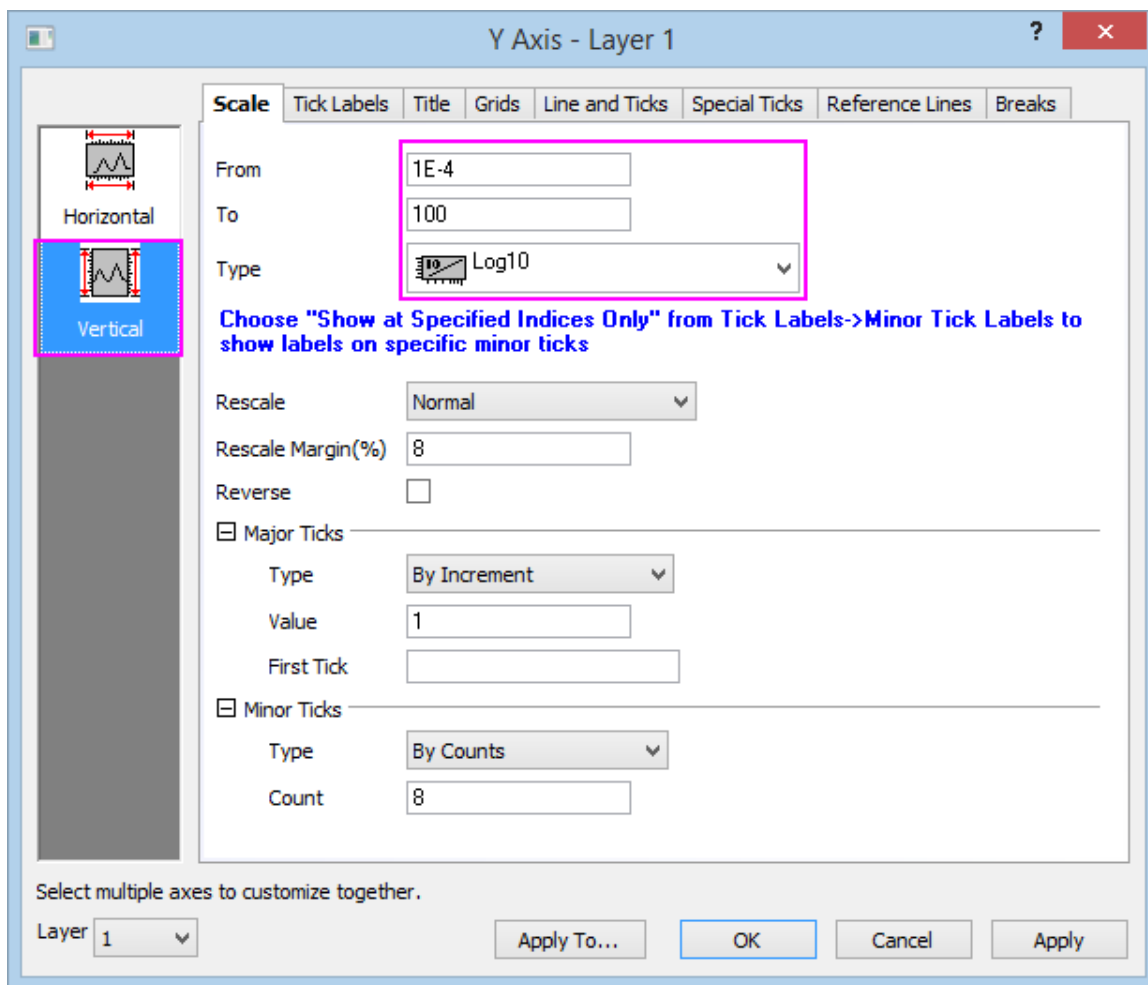 Y Axis - Layer 1
?
Scale Tick Labels Title Grids Line and Ticks Special Ticks Reference Lines Breaks
Horizontal
Vertical
From 1E-4
To 100
Type Log10
Choose "Show at Specified Indices Only" from Tick Labels->Minor Tick Labels to
show labels on specific minor ticks
Rescale Normal
Rescale Margin(%) 8
Reverse
Major Ticks
Type By Increment
Value 1
First Tick
Minor Ticks
Type By Counts
Count 8
Select multiple axes to customize together.
Layer 1 Apply To... OK Cancel Apply